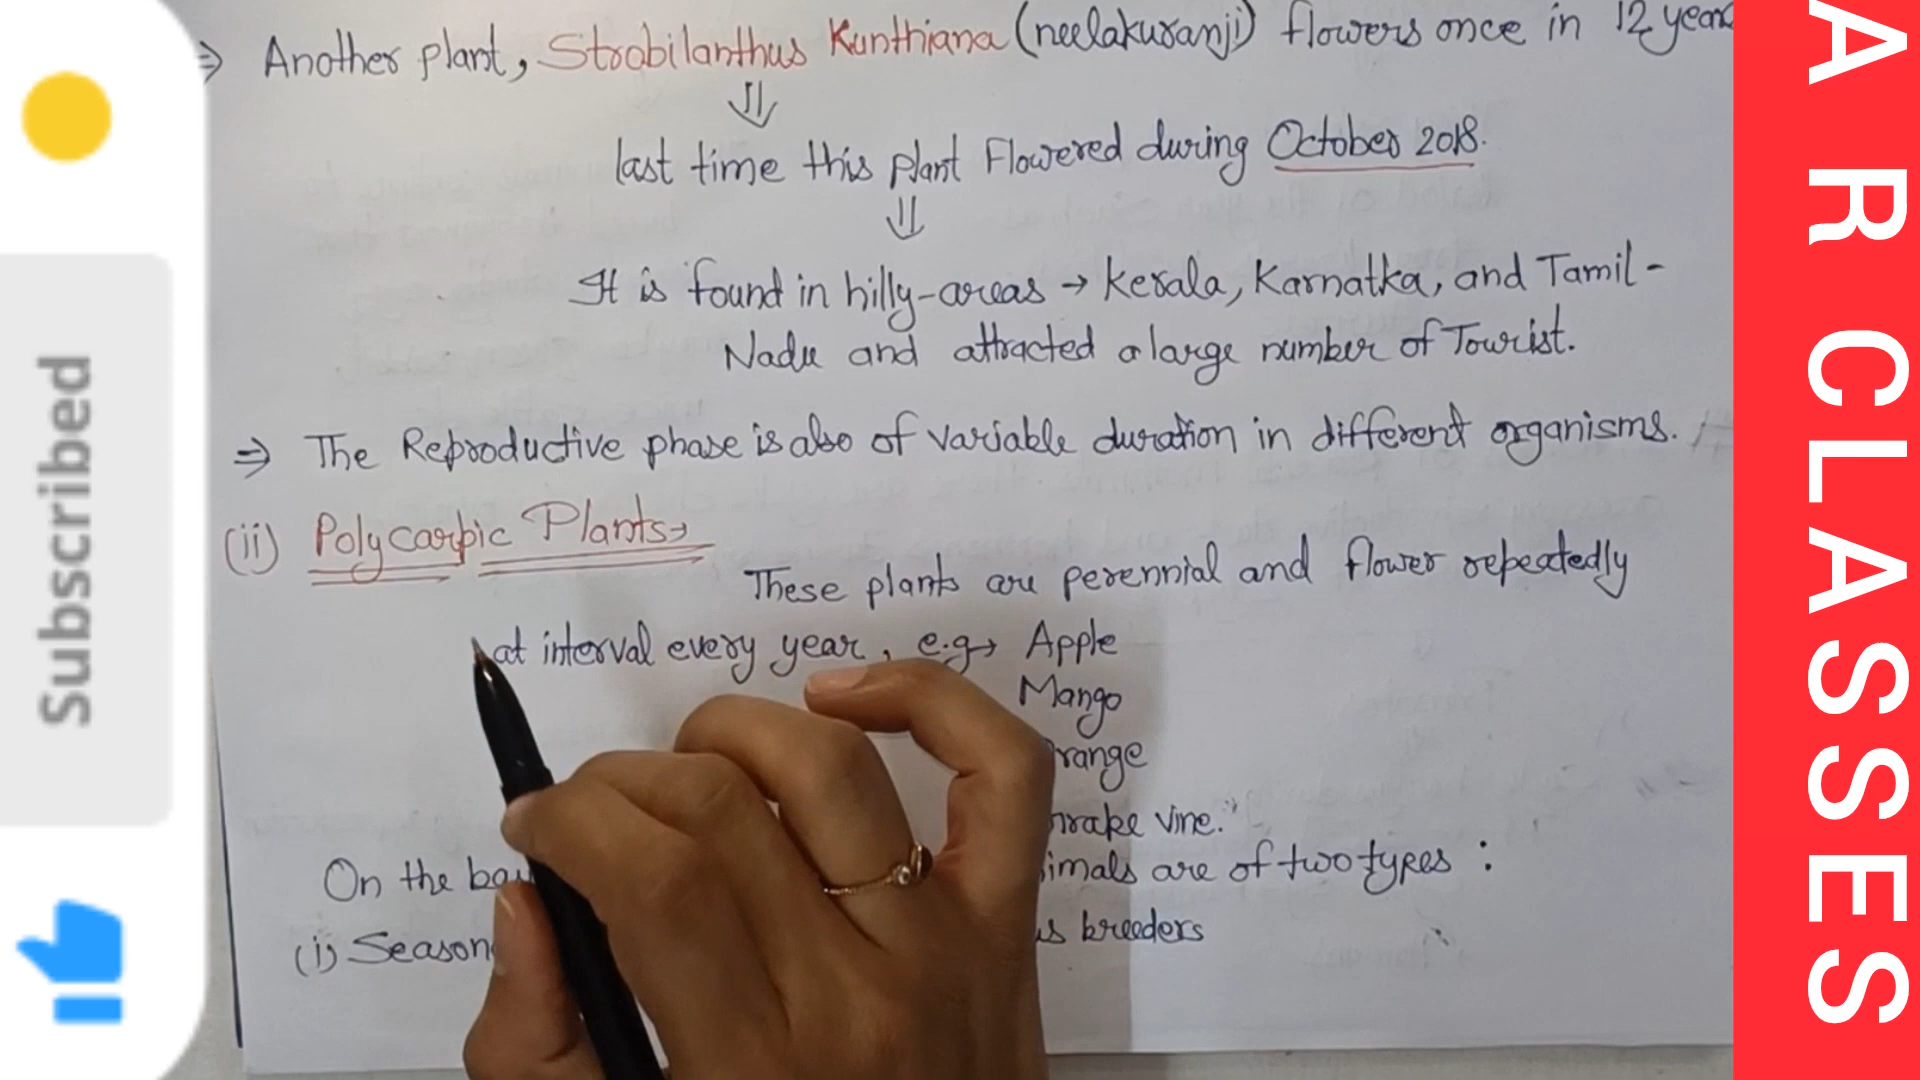 ⇒ Another plant, Strobilanthus Kunthiana (neelakuranji) flowers once in 12 year
⇓
last time this plant Flowered during October 2018.
⇓
It is found in hilly-areas → Kerala, Karnatka, and Tamil-
Nadu and attracted a large number of Tourist.
⇒ The Reproductive phase is also of variable duration in different organisms.
(ii) Polycarpic Plants→
These plants are perennial and flower repeatedly
at interval every year, e.g→ Apple
Mango
range
vine.
On the
imals are of two types :
(i) Season
breeders
Subscribed
A R CLASSES